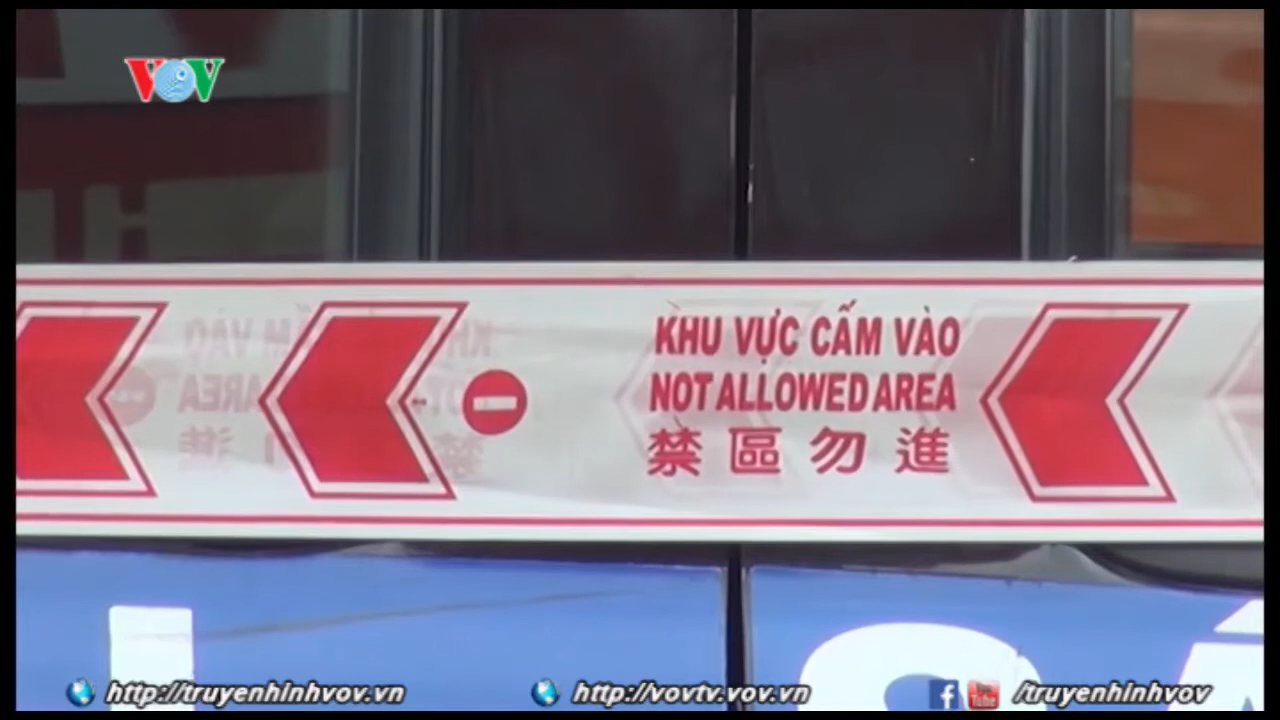 VOV
KHU VỰC CẤM VÀO
NOT ALLOWED AREA
禁區勿進
http://truyenhinhvov.vn
http://vovtv.vov.vn
/truyenhinhvov